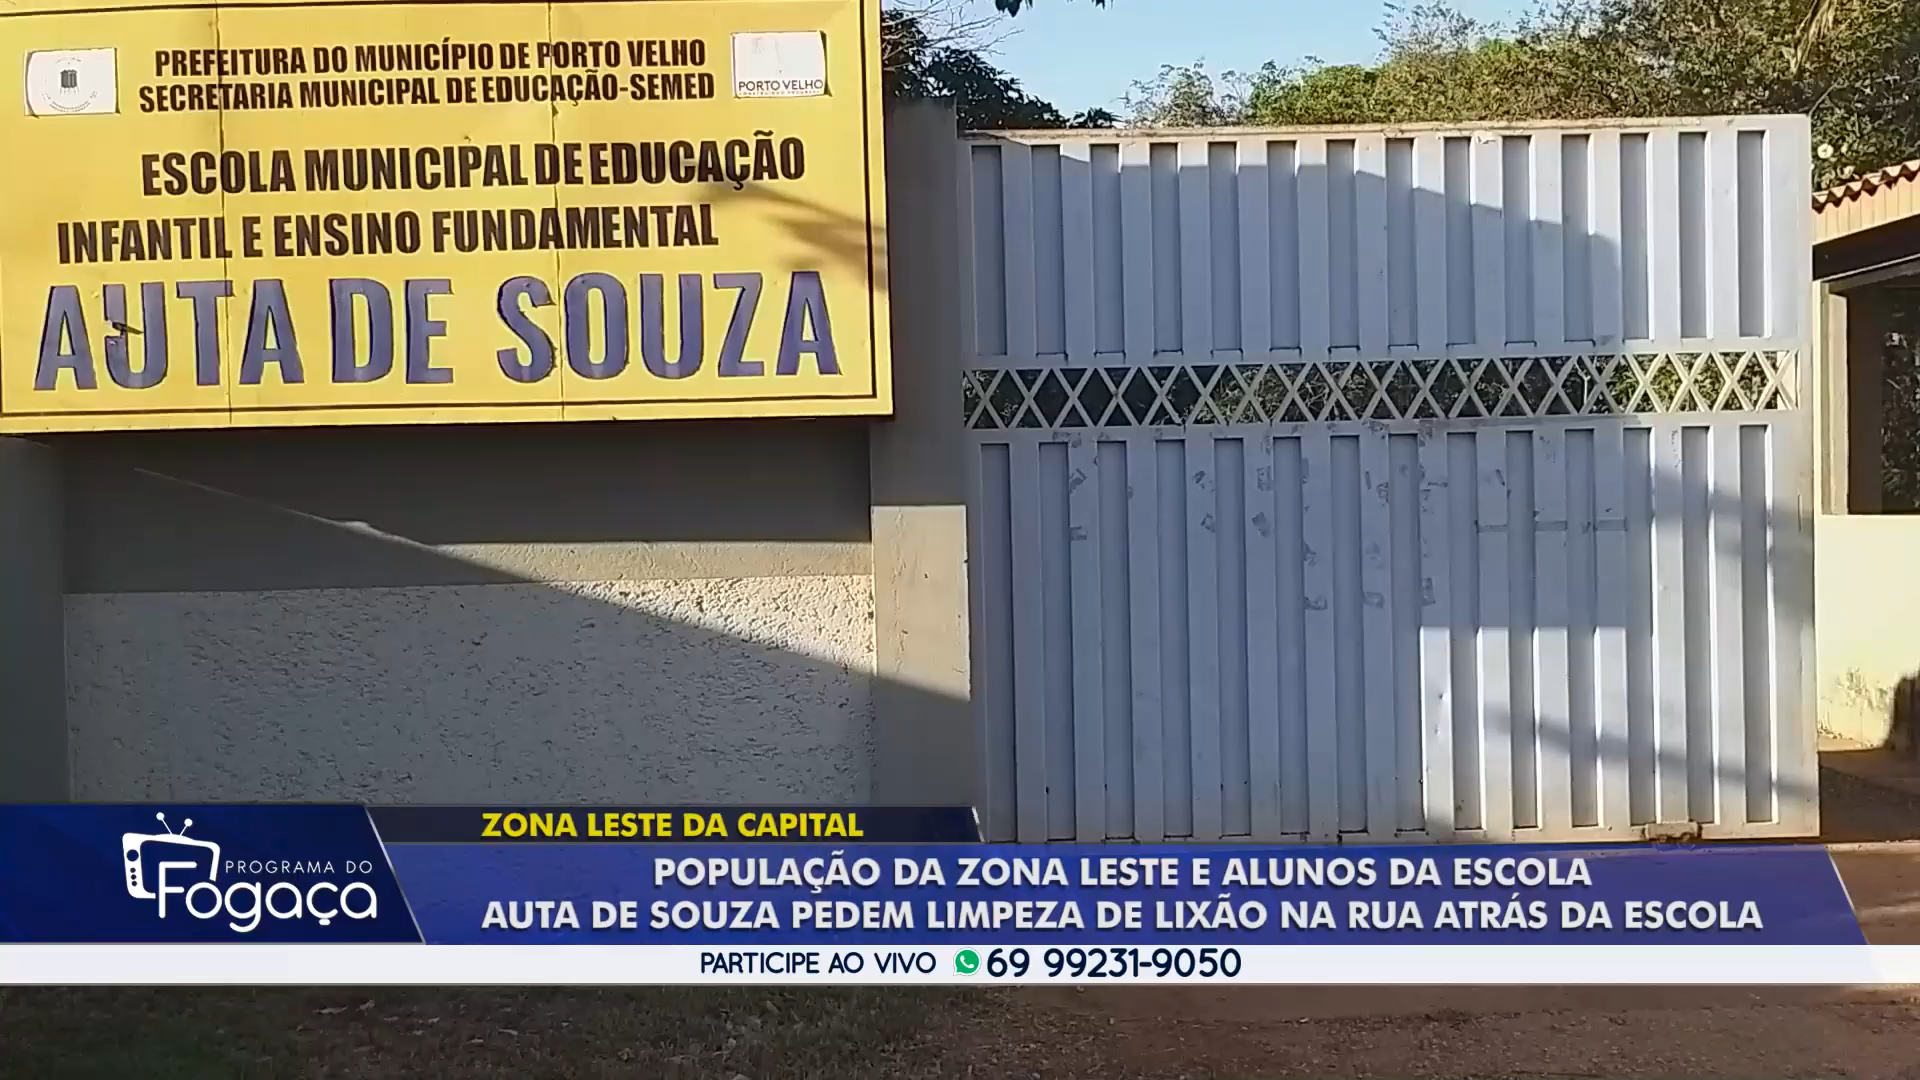 PREFEITURA DO MUNICÍPIO DE PORTO VELHO
SECRETARIA MUNICIPAL DE EDUCAÇÃO-SEMED
PORTO VELHO
ESCOLA MUNICIPAL DE EDUCAÇÃO
INFANTIL E ENSINO FUNDAMENTAL
AUTA DE SOUZA
ZONA LESTE DA CAPITAL
PROGRAMA DO
Fogaça
POPULAÇÃO DA ZONA LESTE E ALUNOS DA ESCOLA
AUTA DE SOUZA PEDEM LIMPEZA DE LIXÃO NA RUA ATRÁS DA ESCOLA
PARTICIPE AO VIVO 69 99231-9050